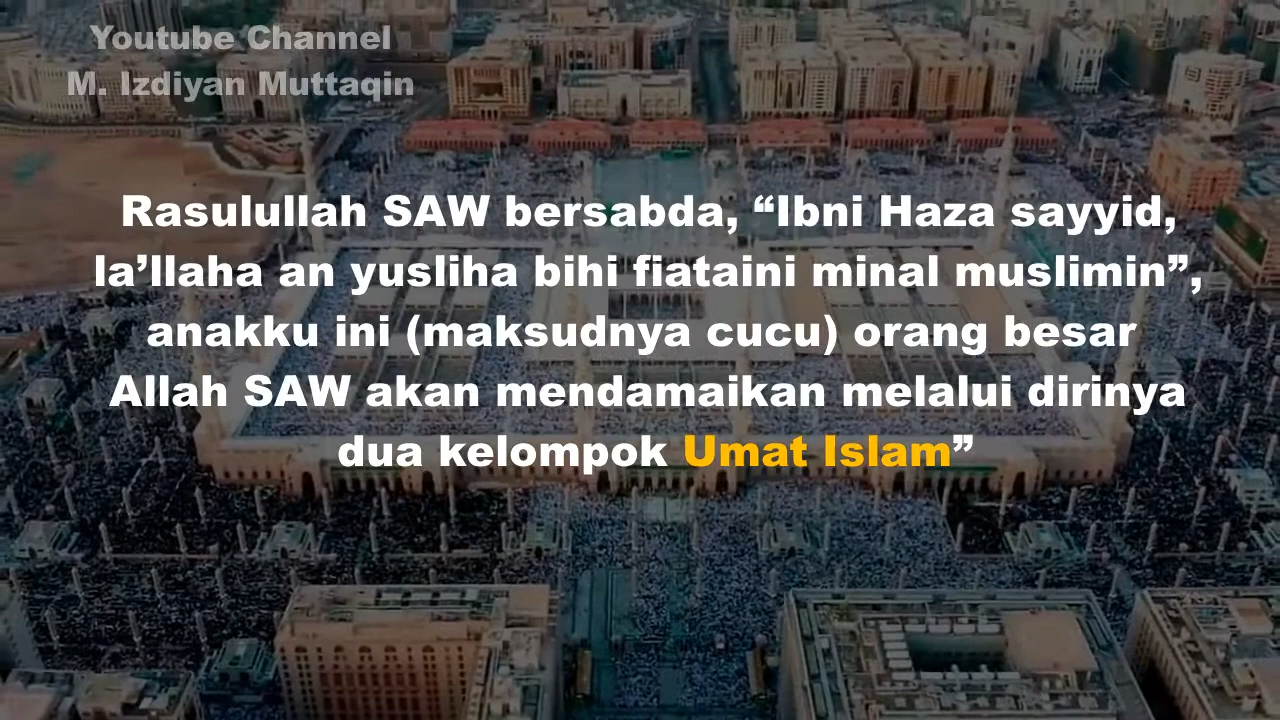 Youtube Channel
M. Izdiyan Muttaqin
Rasulullah SAW bersabda, “Ibni Haza sayyid,
la’llaha an yusliha bihi fiataini minal muslimin”,
anakku ini (maksudnya cucu) orang besar
Allah SAW akan mendamaikan melalui dirinya
dua kelompok Umat Islam”